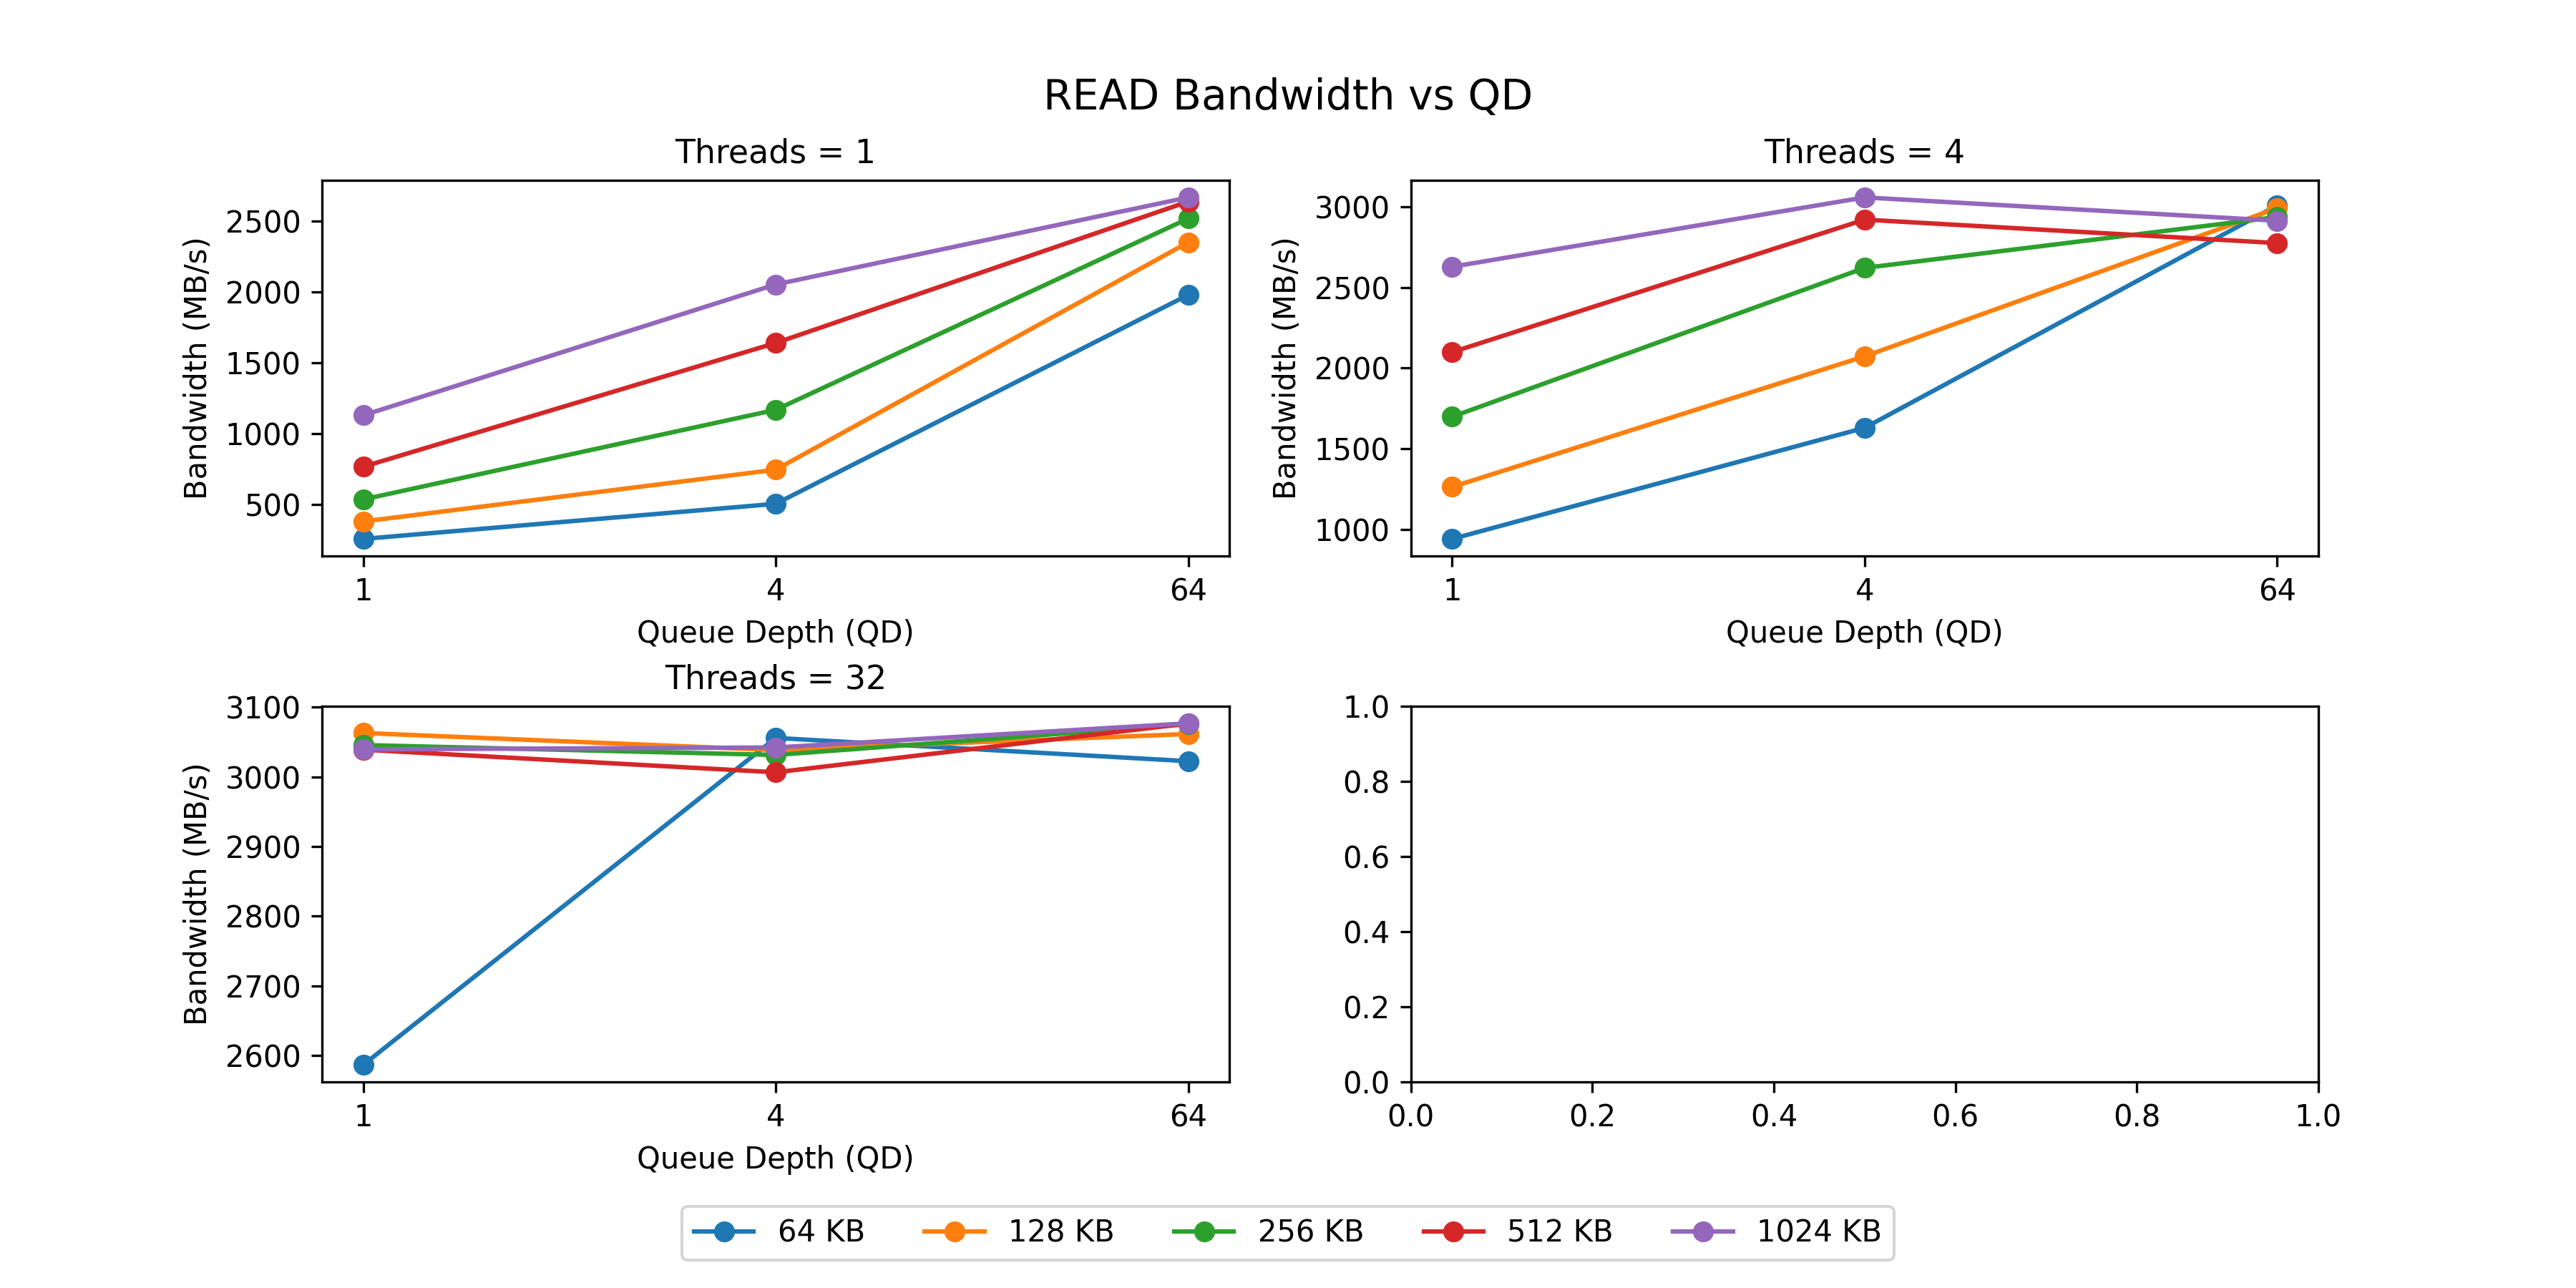 READ Bandwidth vs QD
Threads = 1
Bandwidth (MB/s)
2500
2000
1500
1000
500
1 4 64
Queue Depth (QD)
Threads = 4
Bandwidth (MB/s)
3000
2500
2000
1500
1000
1 4 64
Queue Depth (QD)
Threads = 32
Bandwidth (MB/s)
3100
3000
2900
2800
2700
2600
1 4 64
Queue Depth (QD)
1.0
0.8
0.6
0.4
0.2
0.0
0.0 0.2 0.4 0.6 0.8 1.0
64 KB 128 KB 256 KB 512 KB 1024 KB